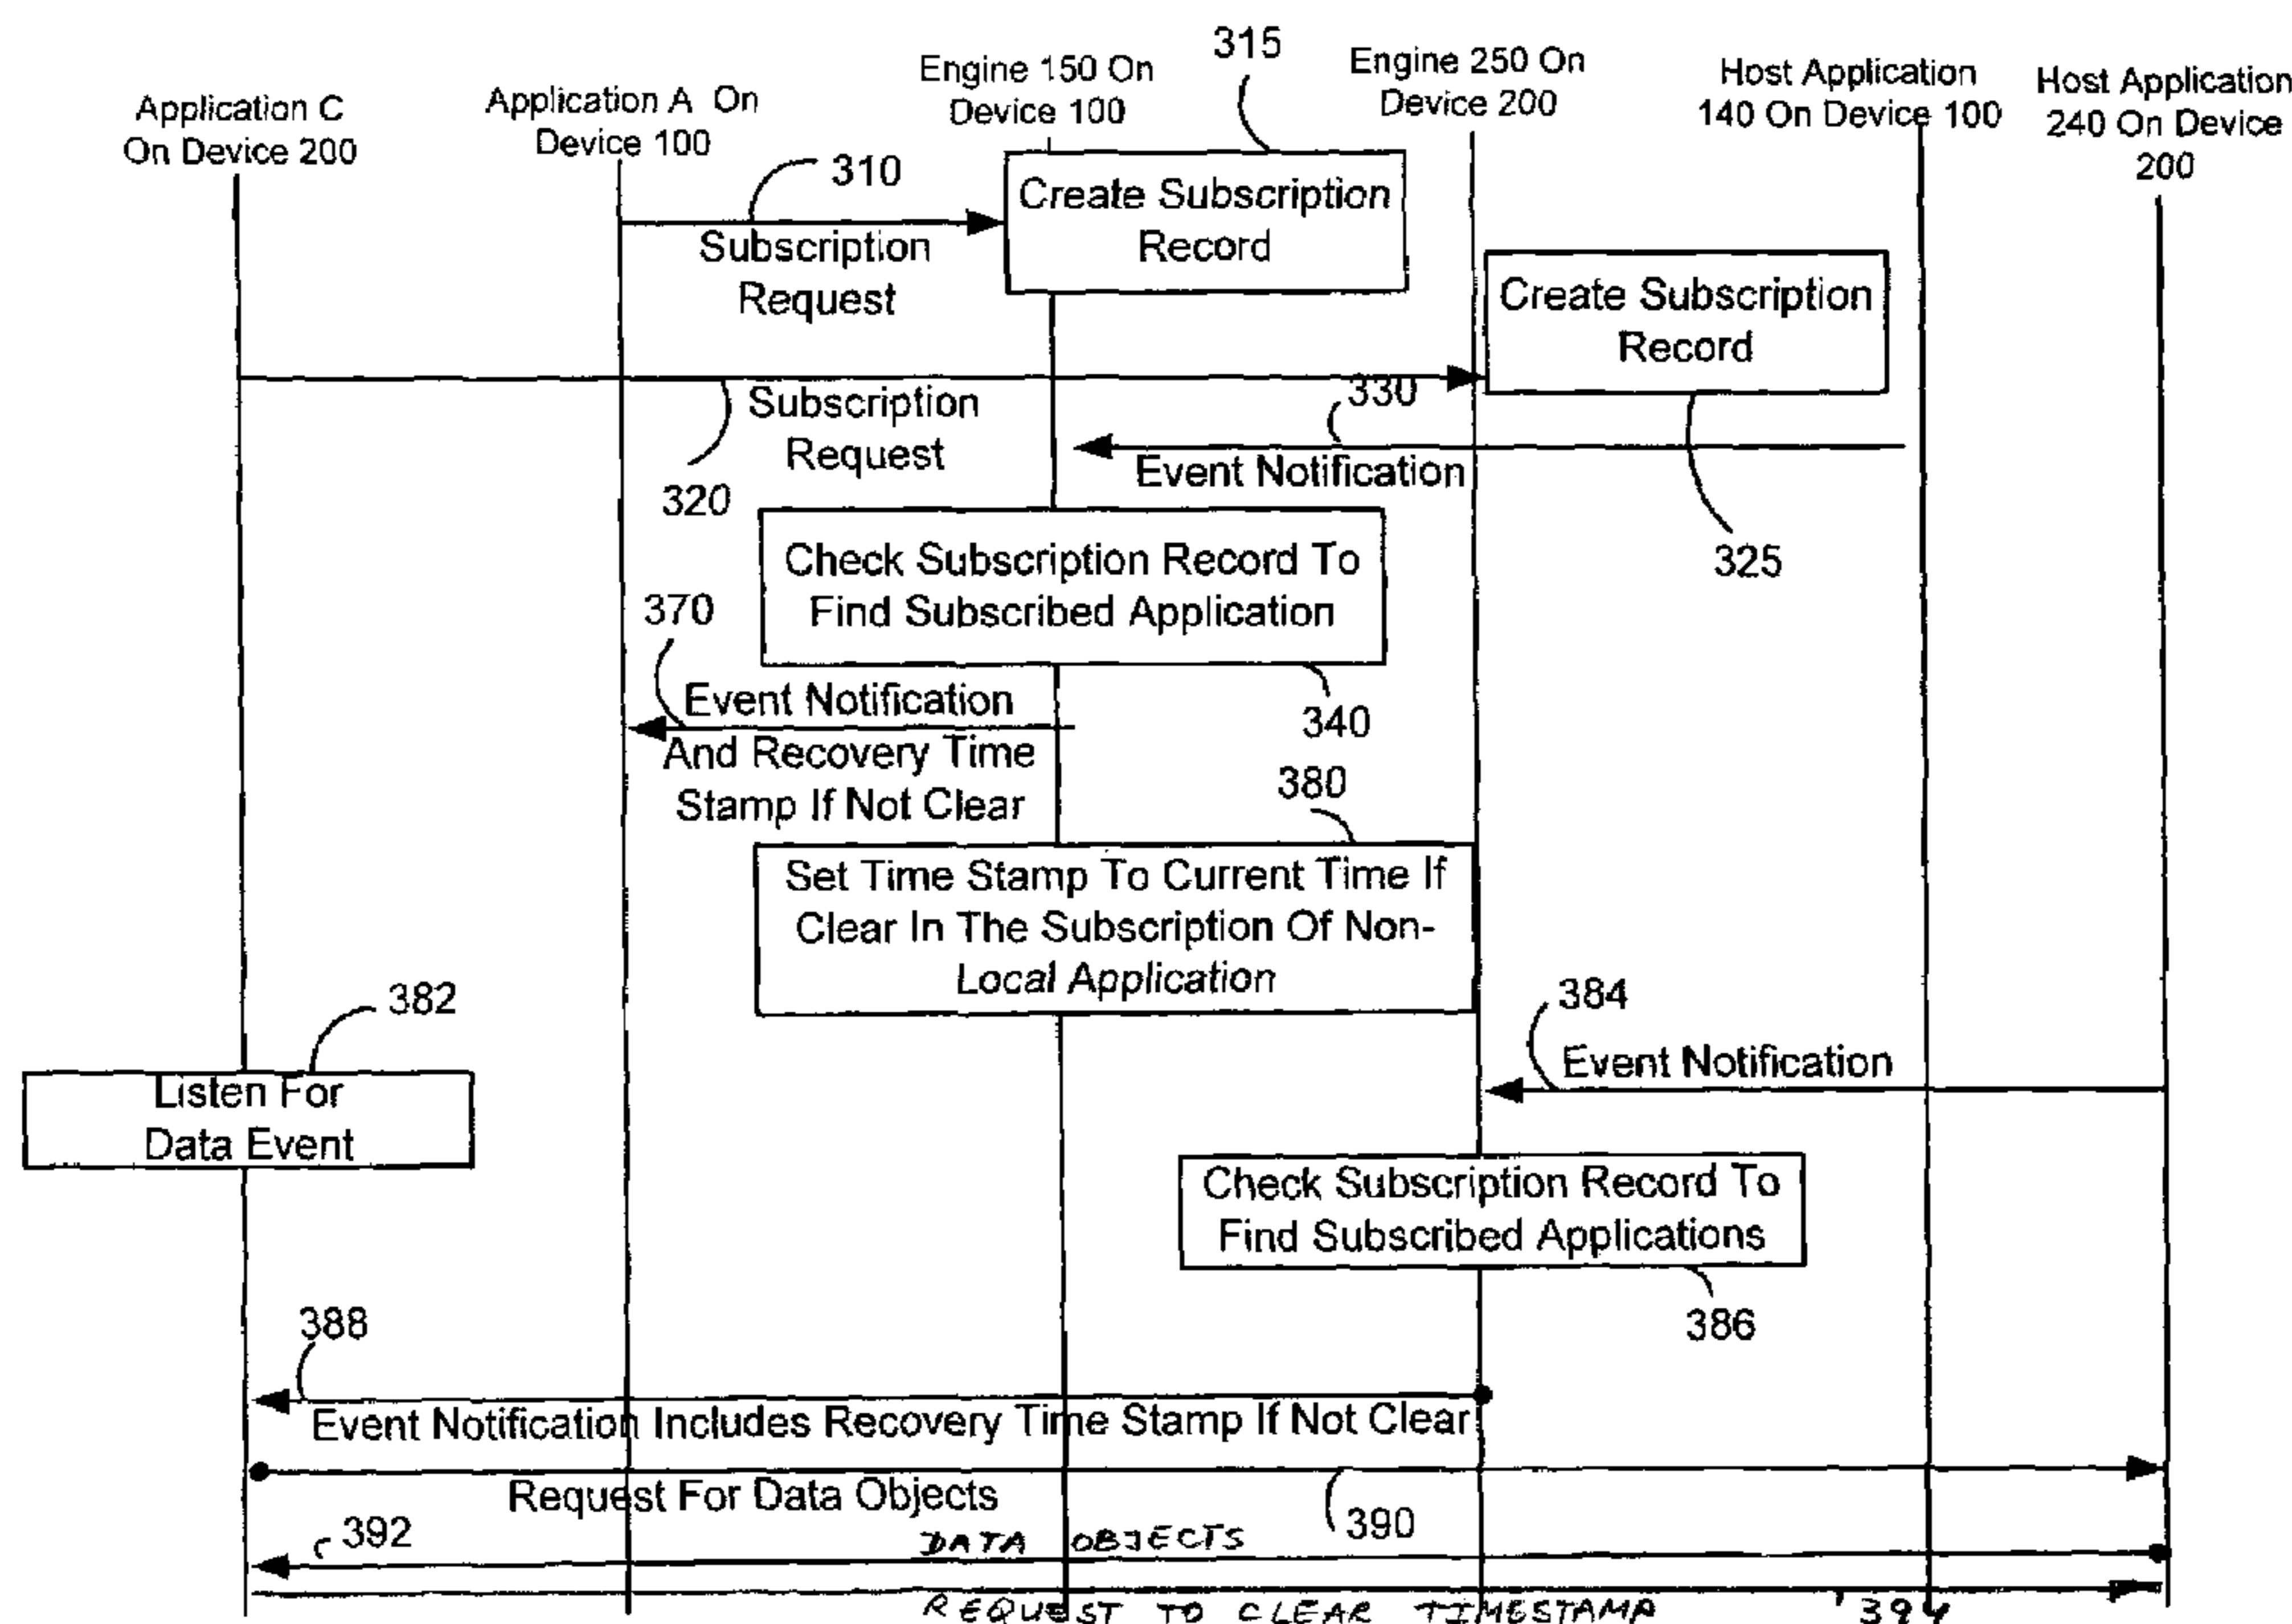 315
Engine 150 On
Device 100
Engine 250 On
Device 200
Host Application
140 On Device 100
Host Application
240 On Device
200
Application C
On Device 200
Application A On
Device 100
310
Subscription
Request
Create Subscription
Record
Create Subscription
Record
Subscription
Request
320
330
Event Notification
325
Check Subscription Record To
Find Subscribed Application
340
370
Event Notification
And Recovery Time
Stamp If Not Clear
380
Set Time Stamp To Current Time If
Clear In The Subscription Of Non-
Local Application
382
Listen For
Data Event
384
Event Notification
Check Subscription Record To
Find Subscribed Applications
386
388
Event Notification Includes Recovery Time Stamp If Not Clear
Request For Data Objects
390
392
DATA OBJECTS
REQUEST TO CLEAR TIMESTAMP
394